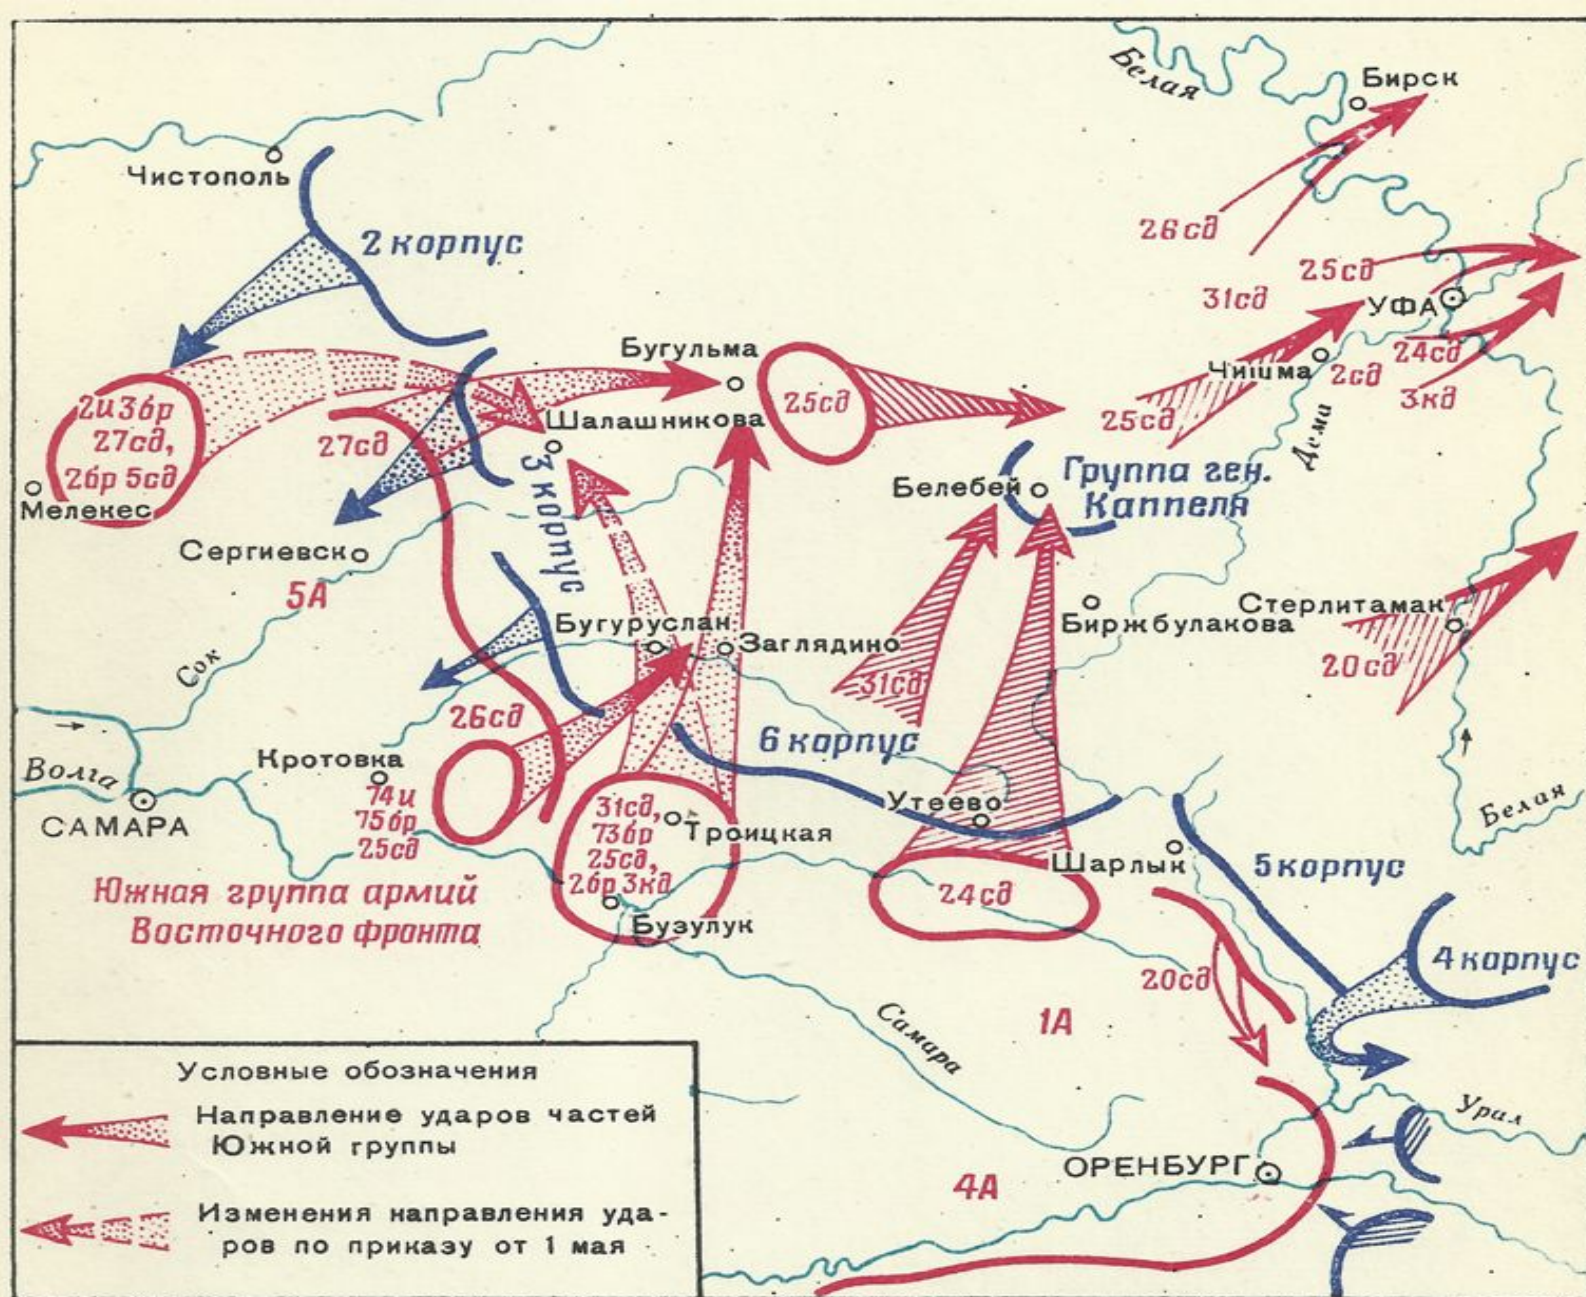 Белая
Бирск
Чистополь
2 корпус
26сд
25сд
31сд
УФА
Бугульма
24сд
Чишма
2сд
3кд
2и3бр
27сд,
2бр 5сд
27сд
Шалашникова
25сд
25сд
Дема
3 корпус
Группа ген.
Каппеля
Белебей
Мелекес
Сергиевск
5А
Бугуруслан
Заглядино
Биржбулакова
Стерлитамак
Сок
31сд
20сд
26сд
6 корпус
Кротовка
Волга
74и
75бр
25сд
САМАРА
31сд,
73бр
25сд,
2бр 3кд
Троицкая
Утеево
Белая
Шарлык
5 корпус
24сд
Южная группа армий
Восточного фронта
Бузулук
4 корпус
20сд
1А
Самара
Урал
ОРЕНБУРГ
4А
Условные обозначения
Направление ударов частей
Южной группы
Изменения направления уда-
ров по приказу от 1 мая